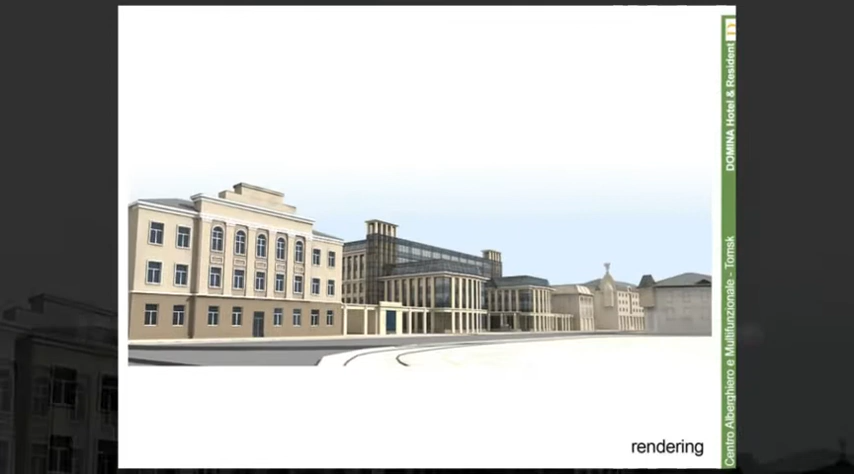 DOMINA Hotel & Resident
Centro Alberghiero e Multifunzionale - Tomsk
rendering